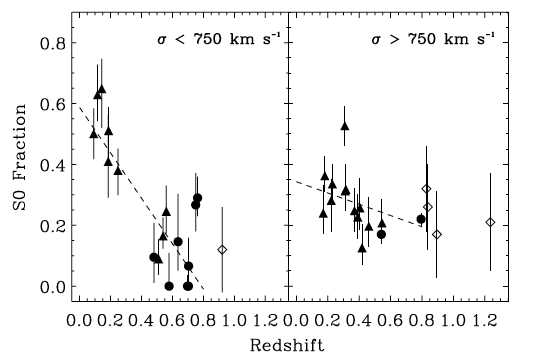 σ < 750 km s⁻¹
σ > 750 km s⁻¹
0.8
0.6
0.4
0.2
0.0
S0 Fraction
0.0 0.2 0.4 0.6 0.8 1.0 1.2
0.0 0.2 0.4 0.6 0.8 1.0 1.2
Redshift